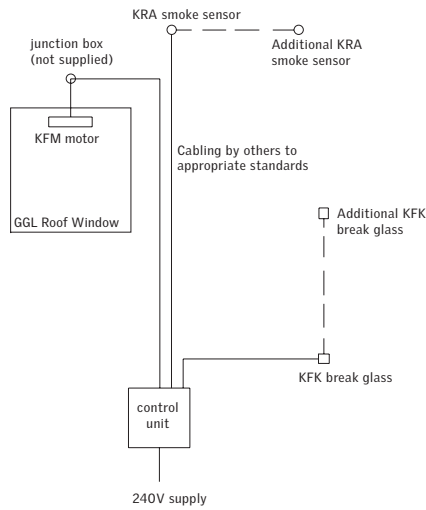 KRA smoke sensor
junction box
(not supplied)
Additional KRA
smoke sensor
KFM motor
Cabling by others to
appropriate standards
GGL Roof Window
Additional KFK
break glass
KFK break glass
control
unit
240V supply